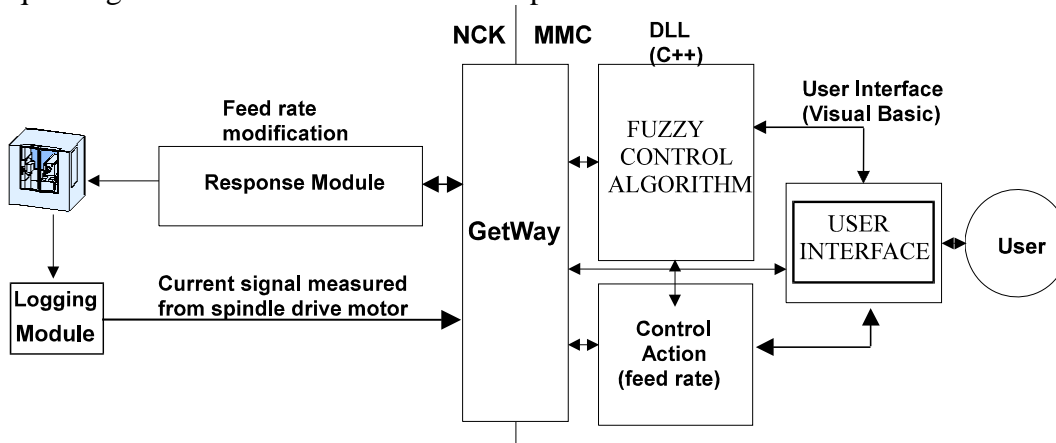 NCK MMC
DLL
(C++)
Feed rate
modification
Response Module
GetWay
FUZZY
CONTROL
ALGORITHM
User Interface
(Visual Basic)
USER
INTERFACE
User
Logging
Module
Current signal measured
from spindle drive motor
Control
Action
(feed rate)